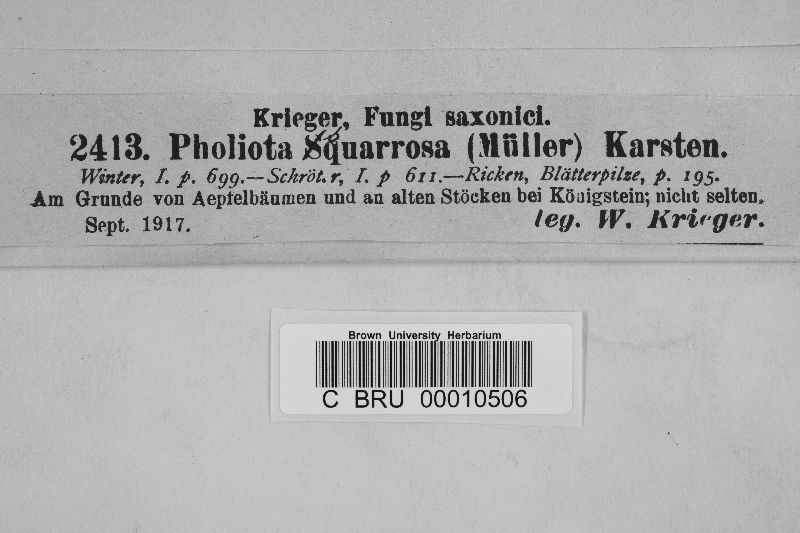 Krieger, Fungi saxonici.
2413. Pholiota Squarrosa (Müller) Karsten.
Winter, I. p. 699.—Schröt. r, I. p 611.—Ricken, Blätterpilze, p. 195.
Am Grunde von Aepfelbäumen und an alten Stöcken bei Königstein; nicht selten.
Sept. 1917.
leg. W. Krieger.
Brown University Herbarium
C BRU 00010506